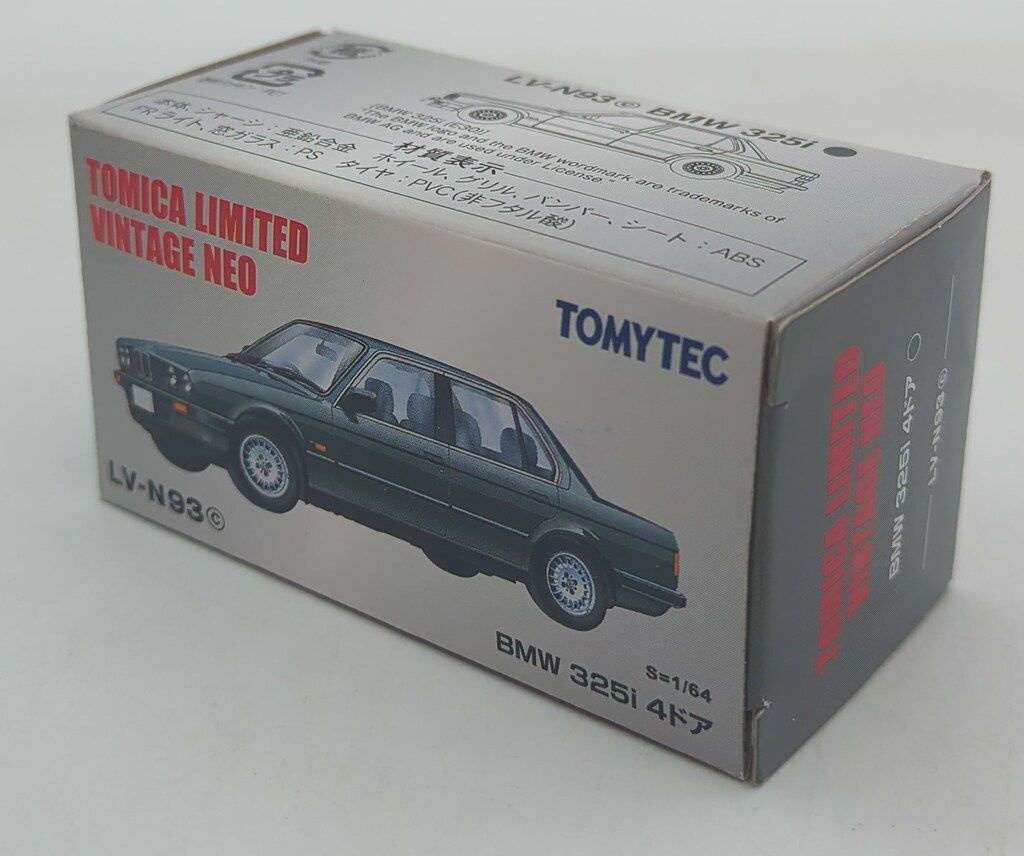 LV-N93© BMW 325i
[BMW 325i (E30)]
"The BMW logo and the BMW wordmark are trademarks of
BMW AG and are used under License."
材質表示
本体、シャーシ:亜鉛合金 ホイール、グリル、バンパー、シート:ABS
FRライト、窓ガラス:PS タイヤ:PVC(非フタル酸)
TOMICA LIMITED
VINTAGE NEO
TOMYTEC
LV-N93©
S=1/64
BMW 325i 4ドア
TOMICA LIMITED
VINTAGE NEO
BMW 325i 4ドア
LV-N93©